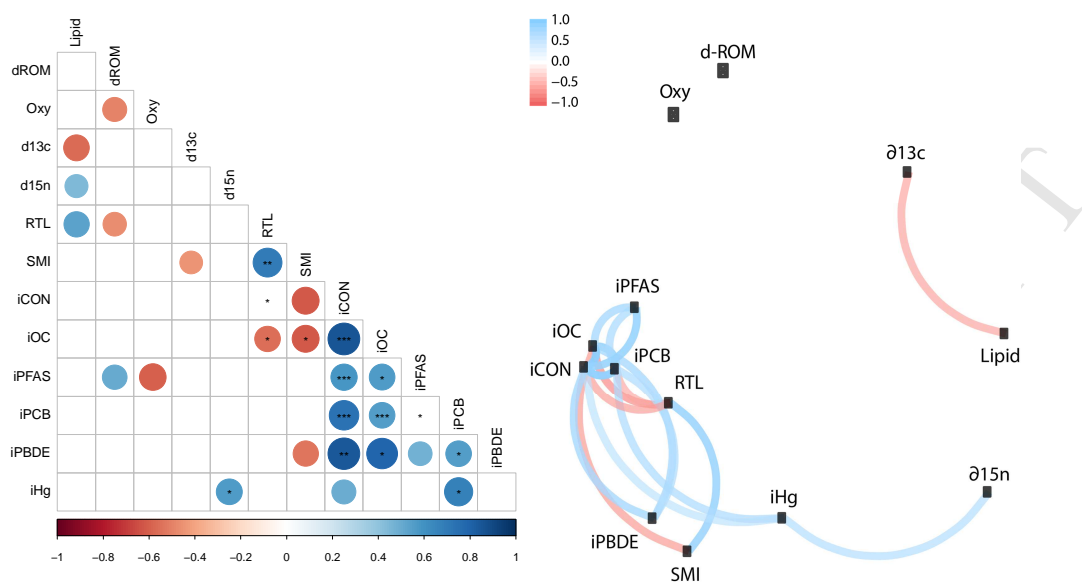 Lipid
dROM
dROM
Oxy
Oxy
d13c
d13c
d15n
d15n
RTL
RTL
SMI
**
SMI
iCON
*
iCON
iOC
*
*
***
iOC
iPFAS
***
*
iPFAS
iPCB
***
***
*
iPCB
iPBDE
**
*
*
iPBDE
iHg
*
*
−1 −0.8 −0.6 −0.4 −0.2 0 0.2 0.4 0.6 0.8 1
1.0
0.5
0.0
−0.5
−1.0
d-ROM
Oxy
∂13c
iPFAS
iOC
iPCB
iCON
RTL
Lipid
∂15n
iHg
iPBDE
SMI